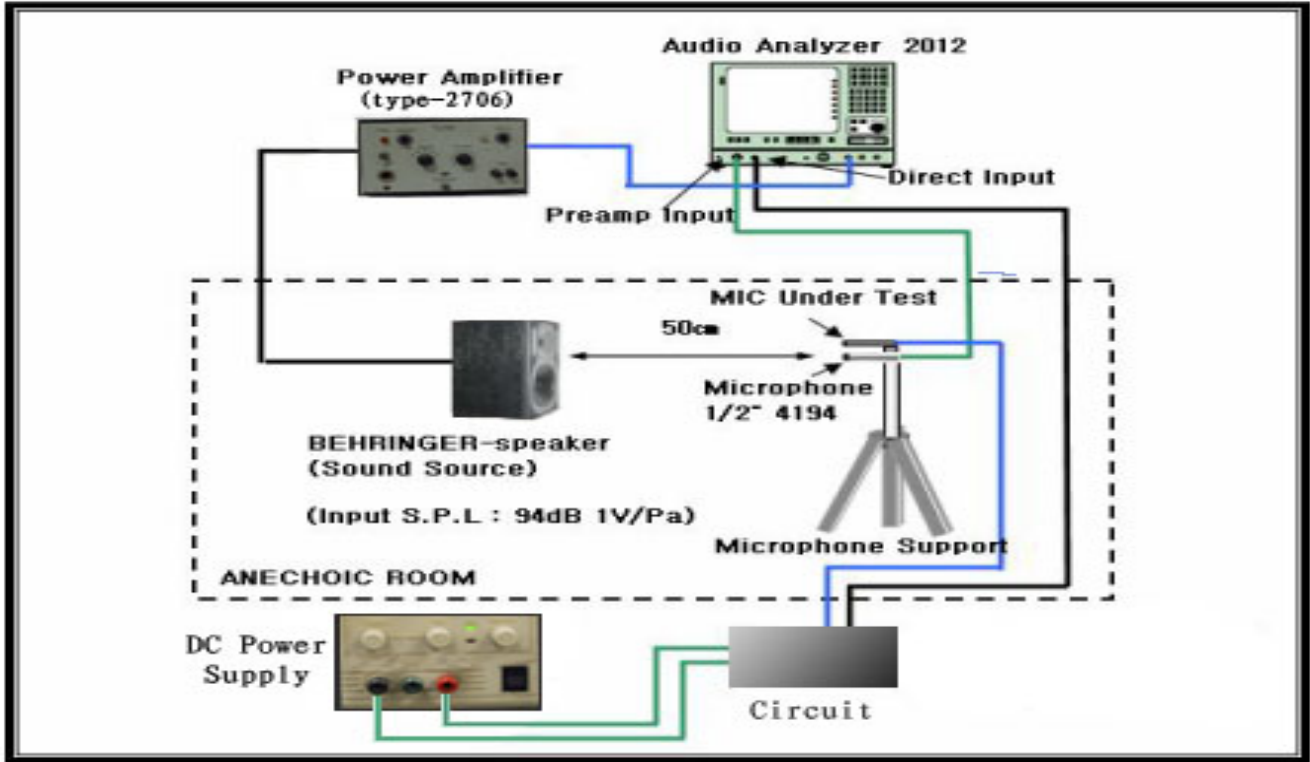 Audio Analyzer 2012
Power Amplifier
(type-2706)
Direct Input
Preamp Input
MIC Under Test
50cm
Microphone
1/2" 4194
BEHRINGER-speaker
(Sound Source)
(Input S.P.L : 94dB 1V/Pa)
Microphone Support
ANECHOIC ROOM
DC Power
Supply
Circuit